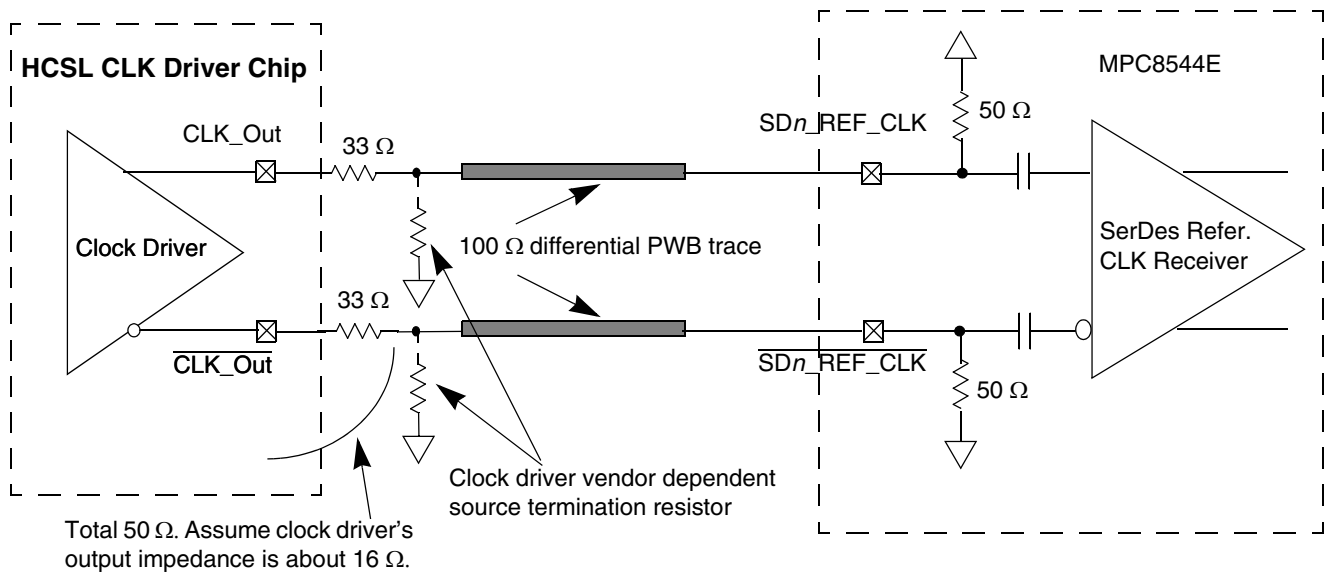 HCSL CLK Driver Chip
MPC8544E
CLK_Out
SDn_REF_CLK
50 Ω
33 Ω
Clock Driver
100 Ω differential PWB trace
SerDes Refer.
CLK Receiver
33 Ω
CLK_Out
SDn_REF_CLK
50 Ω
Clock driver vendor dependent
source termination resistor
Total 50 Ω. Assume clock driver's
output impedance is about 16 Ω.